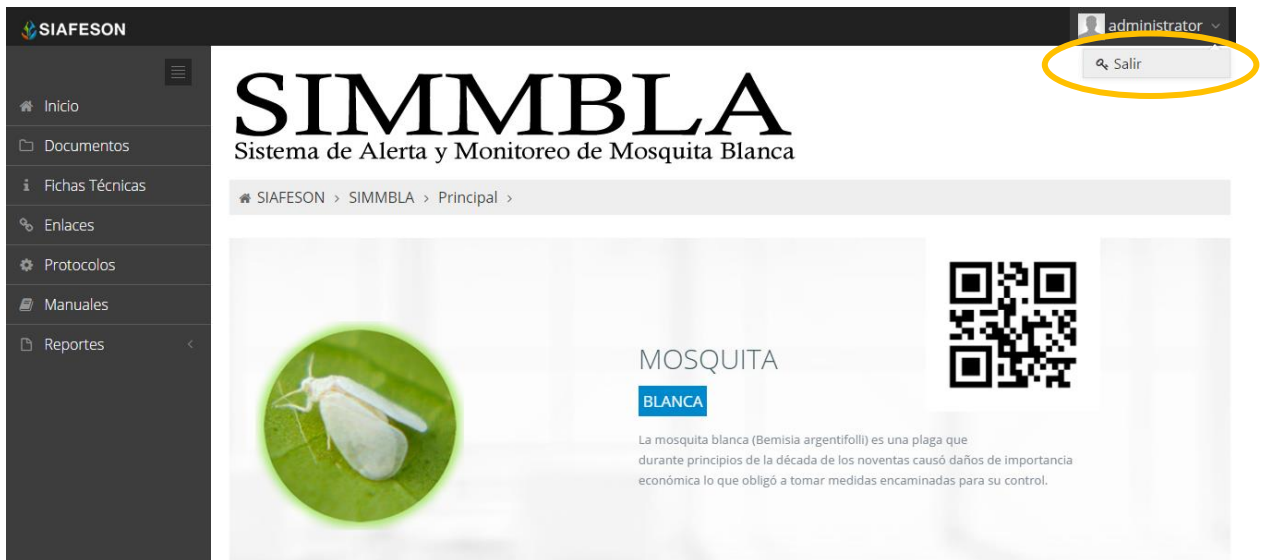 SIAFESON
administrator
Salir
Inicio
Documentos
Fichas Técnicas
Enlaces
Protocolos
Manuales
Reportes
SIMMBLA
Sistema de Alerta y Monitoreo de Mosquita Blanca
SIAFESON > SIMMBLA > Principal >
MOSQUITA
BLANCA
La mosquita blanca (Bemisia argentifolli) es una plaga que
durante principios de la década de los noventas causó daños de importancia
económica lo que obligó a tomar medidas encaminadas para su control.